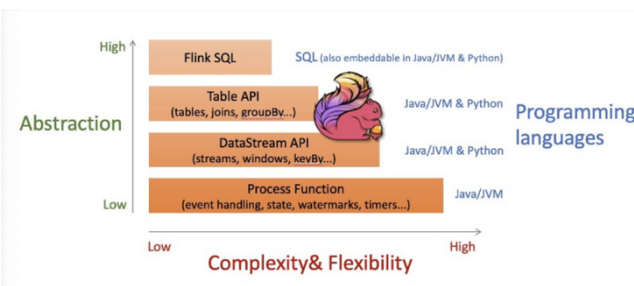 High
Flink SQL
SQL (also embeddable in Java/JVM & Python)
Table API
(tables, joins, groupBy...)
Java/JVM & Python
Abstraction
Programming
languages
DataStream API
(streams, windows, keyBy...)
Java/JVM & Python
Process Function
(event handling, state, watermarks, timers...)
Java/JVM
Low
Low
High
Complexity& Flexibility